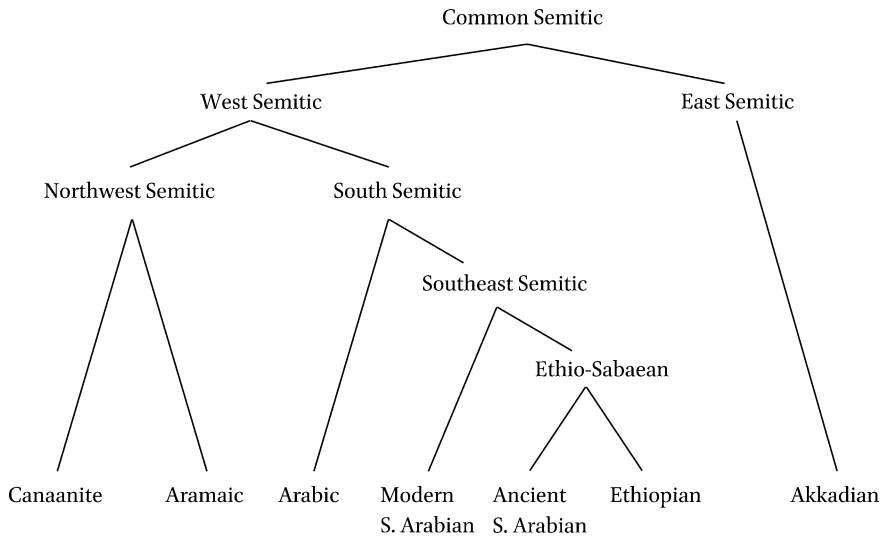 Common Semitic
West Semitic
East Semitic
Northwest Semitic
South Semitic
Southeast Semitic
Ethio-Sabaean
Canaanite
Aramaic
Arabic
Modern
S. Arabian
Ancient
S. Arabian
Ethiopian
Akkadian